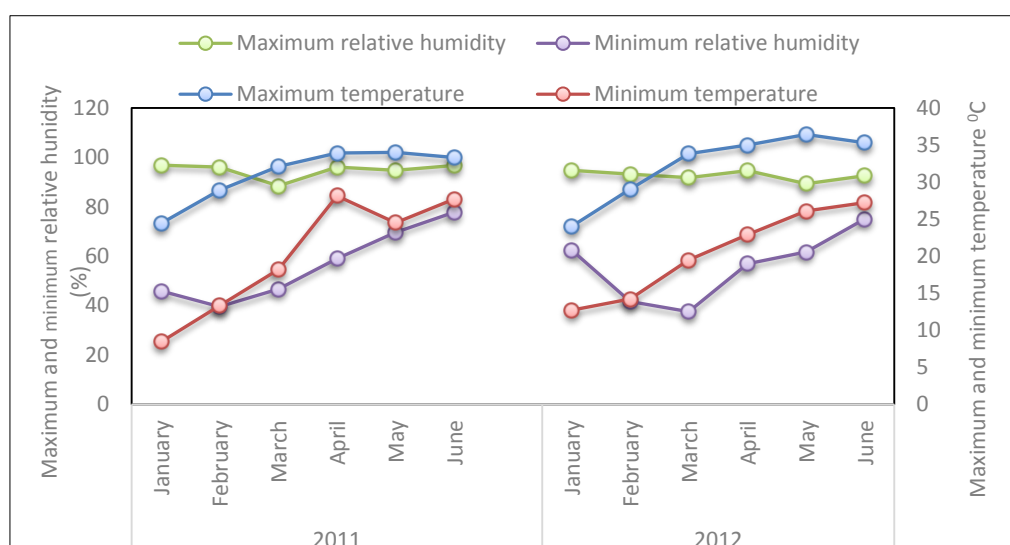 Maximum relative humidity
Minimum relative humidity
Maximum temperature
Minimum temperature
Maximum and minimum relative hunidity
(%)
120
100
80
60
40
20
0
40
35
30
25
20
15
10
5
0
Maximum and minimum temperature ⁰C
January
February
March
April
May
June
January
February
March
April
May
June
2011
2012